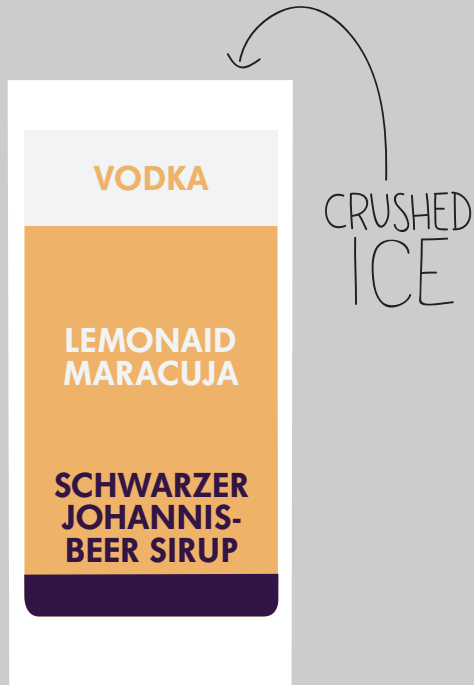 VODKA
CRUSHED
ICE
LEMONAID
MARACUJA
SCHWARZER
JOHANNIS-
BEER SIRUP